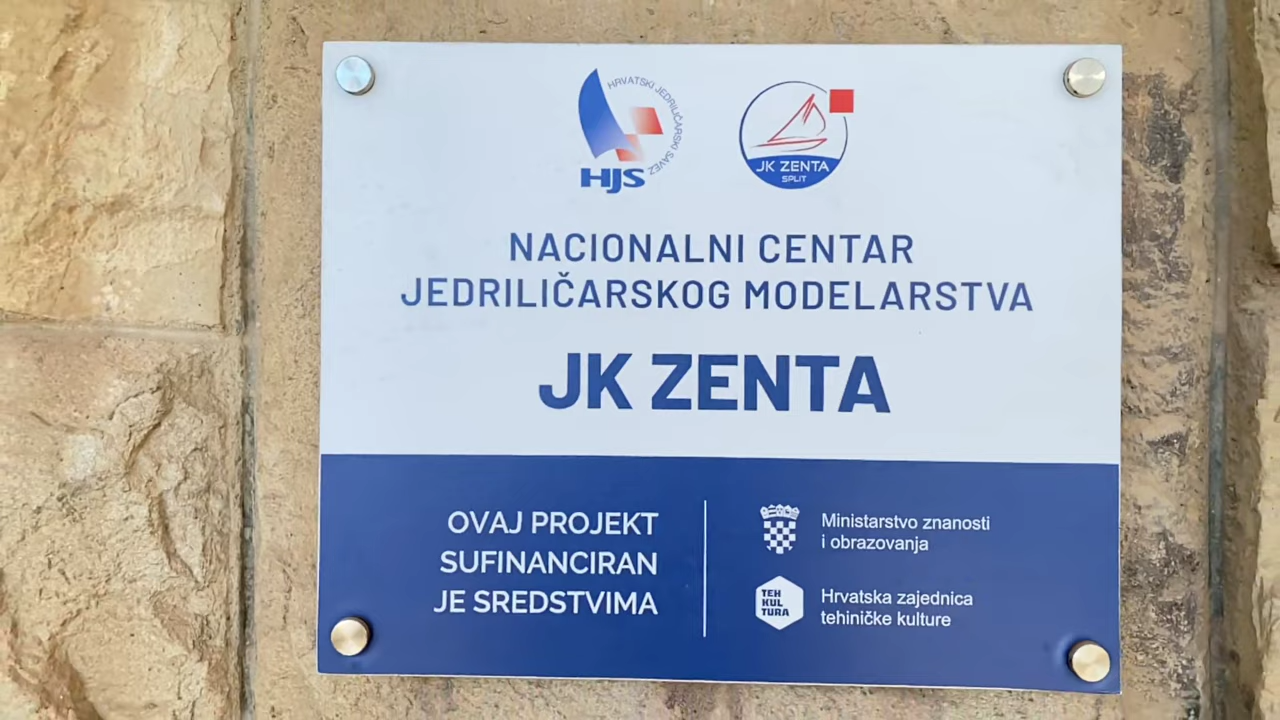 HRVATSKI JEDRILIČARSKI SAVEZ
HJS
JK ZENTA
SPLIT
NACIONALNI CENTAR
JEDRILIČARSKOG MODELARSTVA
JK ZENTA
OVAJ PROJEKT
SUFINANCIRAN
JE SREDSTVIMA
Ministarstvo znanosti
i obrazovanja
TEH
KUL
TURA
Hrvatska zajednica
tehiničke kulture